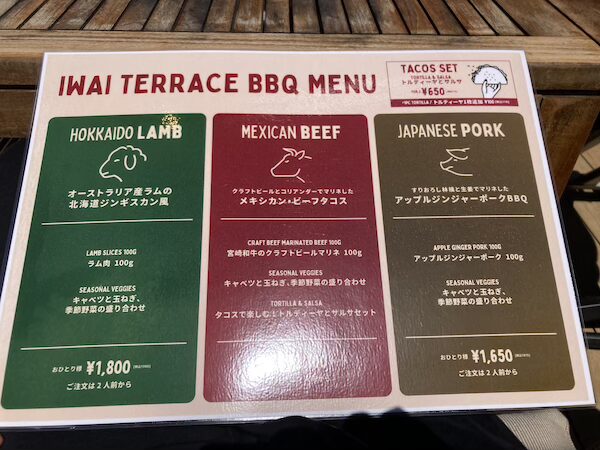 IWAI TERRACE BBQ MENU
TACOS SET
TORTILLA & SALSA
トルティーヤとサルサ
¥650
+1PC TORTILLA / トルティーヤ1枚追加 ¥100
HOKKAIDO LAMB
オーストラリア産ラムの
北海道ジンギスカン風
LAMB SLICES 100G
ラム肉 100g
SEASONAL VEGGIES
キャベツと玉ねぎ、
季節野菜の盛り合わせ
おひとり様 ¥1,800
ご注文は2人前から
MEXICAN BEEF
クラフトビールとコリアンダーでマリネした
メキシカン・ビーフタコス
CRAFT BEER MARINATED BEEF 100G
宮崎和牛のクラフトビールマリネ 100g
SEASONAL VEGGIES
キャベツと玉ねぎ、季節野菜の盛り合わせ
TORTILLA & SALSA
タコスで楽しむ!トルティーヤとサルサセット
JAPANESE PORK
すりおろし林檎と生姜でマリネした
アップルジンジャーポークBBQ
APPLE GINGER PORK 100G
アップルジンジャーポーク 100g
SEASONAL VEGGIES
キャベツと玉ねぎ、
季節野菜の盛り合わせ
おひとり様 ¥1,650
ご注文は2人前から